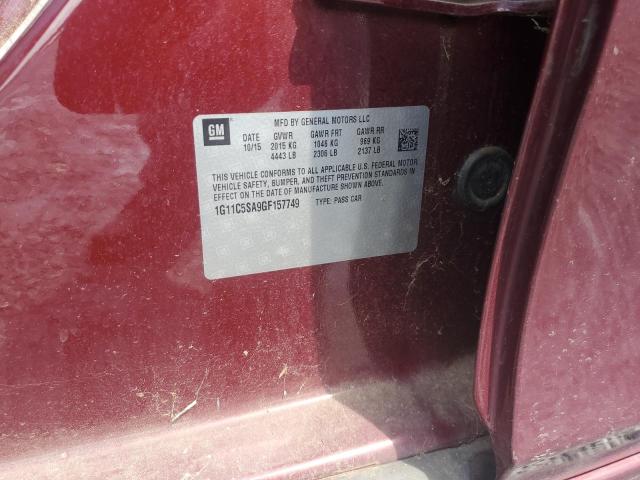 MFD BY GENERAL MOTORS LLC
GM
DATE GVWR GAWR FRT GAWR RR
10/15 2015 KG 1046 KG 969 KG
4443 LB 2306 LB 2137 LB
THIS VEHICLE CONFORMS TO ALL APPLICABLE U.S. FEDERAL MOTOR
VEHICLE SAFETY, BUMPER, AND THEFT PREVENTION STANDARDS IN
EFFECT ON THE DATE OF MANUFACTURE SHOWN ABOVE.
1G11C5SA9GF157749 TYPE: PASS CAR